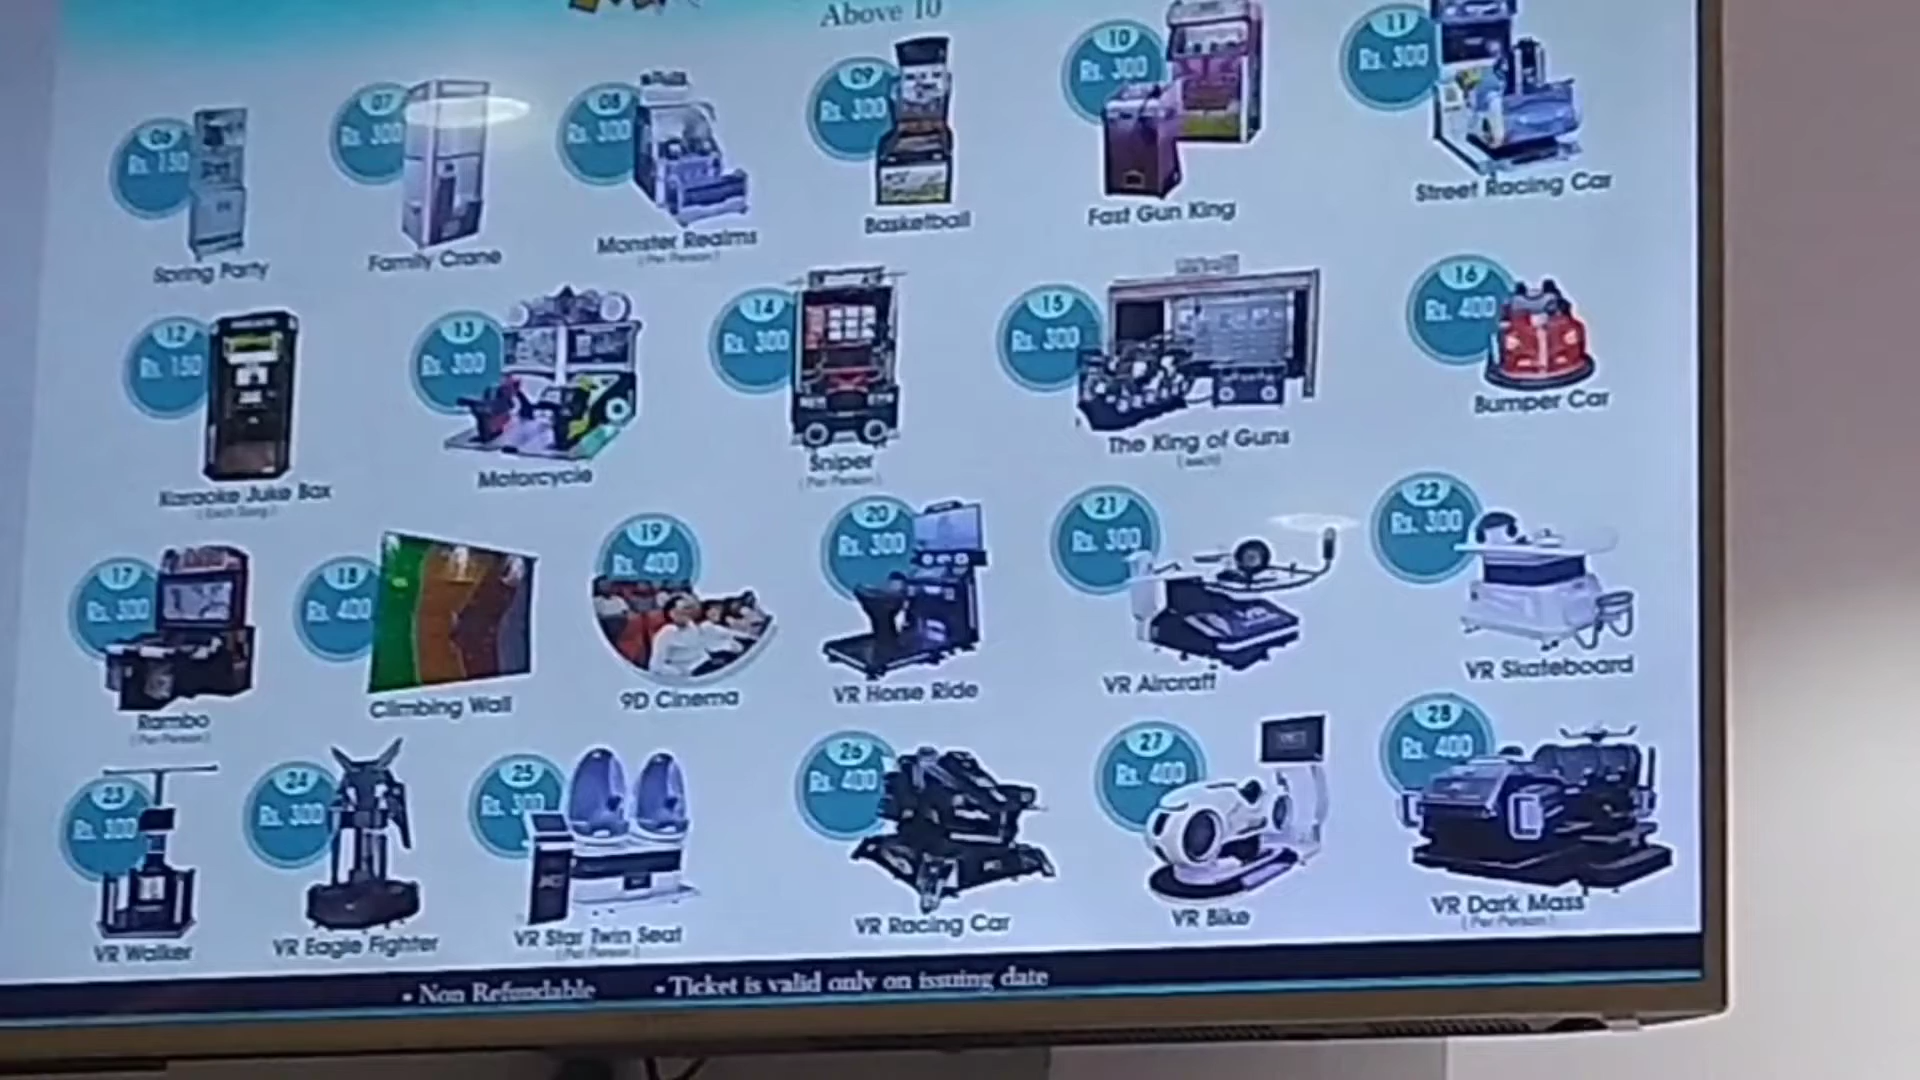 Above 10
06
Rs. 150
Spring Party
07
Rs. 300
Family Crane
08
Rs. 300
Monster Realms
(Per Person)
09
Rs. 300
Basketball
10
Rs. 300
Fast Gun King
11
Rs. 300
Street Racing Car
12
Rs. 150
Karaoke Juke Box
(Each Song)
13
Rs. 300
Motorcycle
14
Rs. 300
Sniper
(Per Person)
15
Rs. 300
The King of Guns
(each)
16
Rs. 400
Bumper Car
17
Rs. 300
Rambo
(Per Person)
18
Rs. 400
Climbing Wall
19
Rs. 400
9D Cinema
20
Rs. 300
VR Horse Ride
21
Rs. 300
VR Aircraft
22
Rs. 300
VR Skateboard
23
Rs. 300
VR Walker
24
Rs. 300
VR Eagle Fighter
25
Rs. 300
VR Star Twin Seat
(Per Person)
26
Rs. 400
VR Racing Car
27
Rs. 400
VR Bike
28
Rs. 400
VR Dark Mass
(Per Person)
• Non Refundable
• Ticket is valid only on issuing date